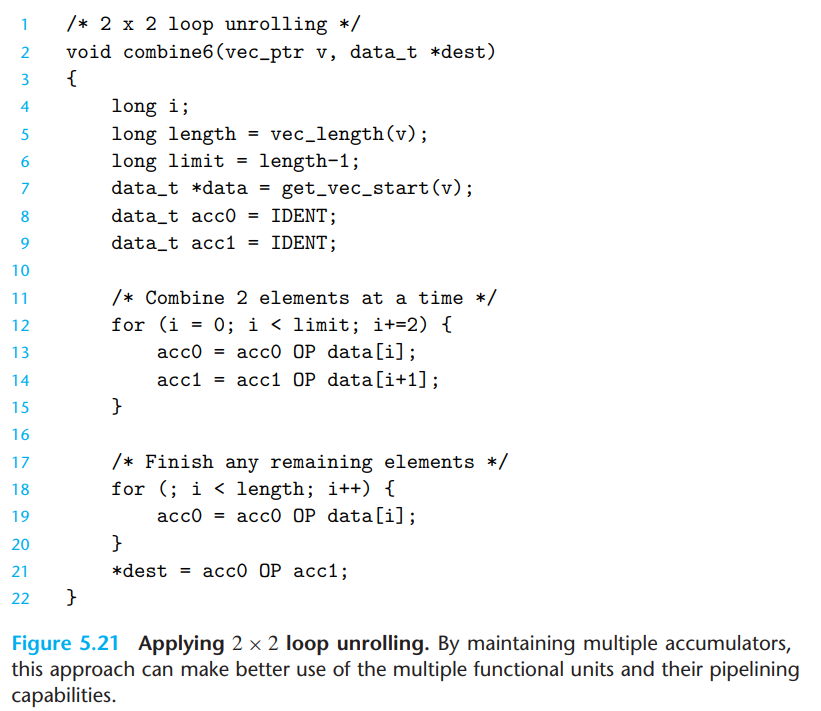 1 /* 2 x 2 loop unrolling */
2 void combine6(vec_ptr v, data_t *dest)
3 {
4     long i;
5     long length = vec_length(v);
6     long limit = length-1;
7     data_t *data = get_vec_start(v);
8     data_t acc0 = IDENT;
9     data_t acc1 = IDENT;
10
11     /* Combine 2 elements at a time */
12     for (i = 0; i < limit; i+=2) {
13         acc0 = acc0 OP data[i];
14         acc1 = acc1 OP data[i+1];
15     }
16
17     /* Finish any remaining elements */
18     for (; i < length; i++) {
19         acc0 = acc0 OP data[i];
20     }
21     *dest = acc0 OP acc1;
22 }
Figure 5.21 Applying 2 × 2 loop unrolling. By maintaining multiple accumulators,
this approach can make better use of the multiple functional units and their pipelining
capabilities.